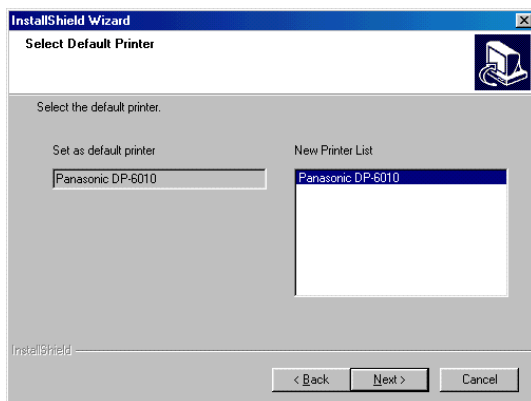 InstallShield Wizard
Select Default Printer
Select the default printer.
Set as default printer
New Printer List
Panasonic DP-6010
Panasonic DP-6010
InstallShield
< Back
Next >
Cancel